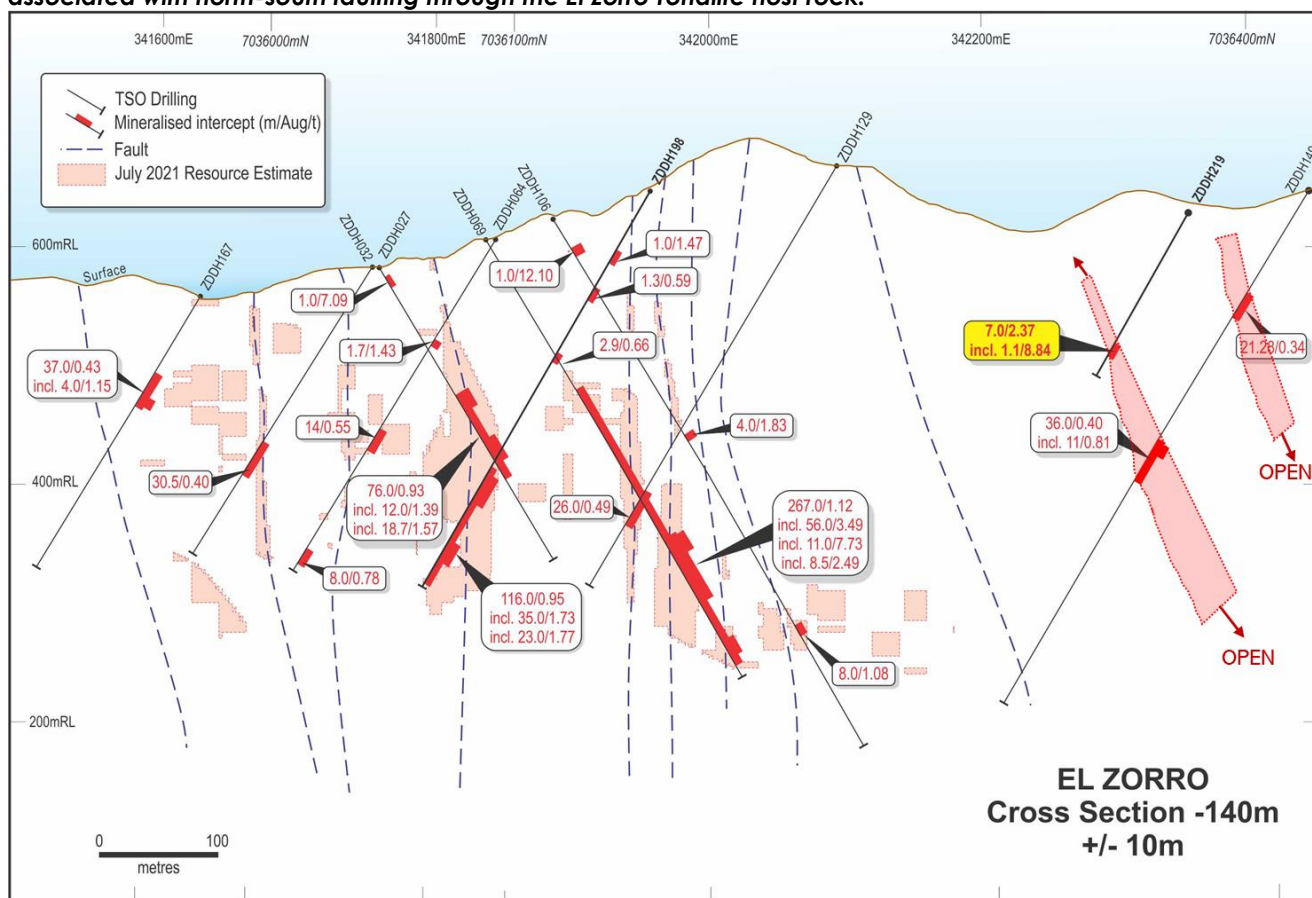 associated with north-south faulting through the El Zorro Tonalite host rock.
341600mE
7036000mN
341800mE
7036100mN
342000mE
342200mE
7036400mN
TSO Drilling
Mineralised intercept (m/Aug/t)
Fault
July 2021 Resource Estimate
ZDDH167
ZDDH032
ZDDH027
ZDDH069
ZDDH064
ZDDH106
ZDDH198
ZDDH129
ZDDH219
600mRL
Surface
400mRL
200mRL
37.0/0.43
incl. 4.0/1.15
30.5/0.40
1.0/7.09
1.7/1.43
14/0.55
8.0/0.78
76.0/0.93
incl. 12.0/1.39
incl. 18.7/1.57
116.0/0.95
incl. 35.0/1.73
incl. 23.0/1.77
1.0/12.10
1.0/1.47
1.3/0.59
2.9/0.66
26.0/0.49
4.0/1.83
267.0/1.12
incl. 56.0/3.49
incl. 11.0/7.73
incl. 8.5/2.49
8.0/1.08
7.0/2.37
incl. 1.1/8.84
36.0/0.40
incl. 11/0.81
21.28/0.34
OPEN
OPEN
0
100
metres
EL ZORRO
Cross Section -140m
+/- 10m